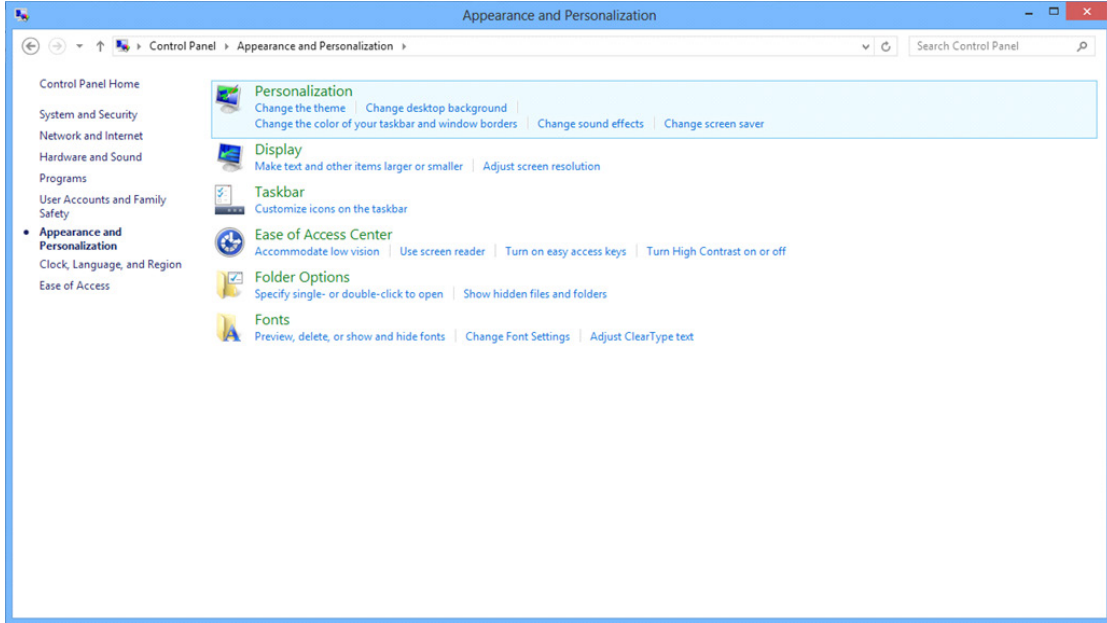 Appearance and Personalization
Control Panel Appearance and Personalization
Search Control Panel
Control Panel Home
System and Security
Network and Internet
Hardware and Sound
Programs
User Accounts and Family
Safety
Appearance and
Personalization
Clock, Language, and Region
Ease of Access
Personalization
Change the theme Change desktop background
Change the color of your taskbar and window borders Change sound effects Change screen saver
Display
Make text and other items larger or smaller Adjust screen resolution
Taskbar
Customize icons on the taskbar
Ease of Access Center
Accommodate low vision Use screen reader Turn on easy access keys Turn High Contrast on or off
Folder Options
Specify single- or double-click to open Show hidden files and folders
Fonts
Preview, delete, or show and hide fonts Change Font Settings Adjust ClearType text